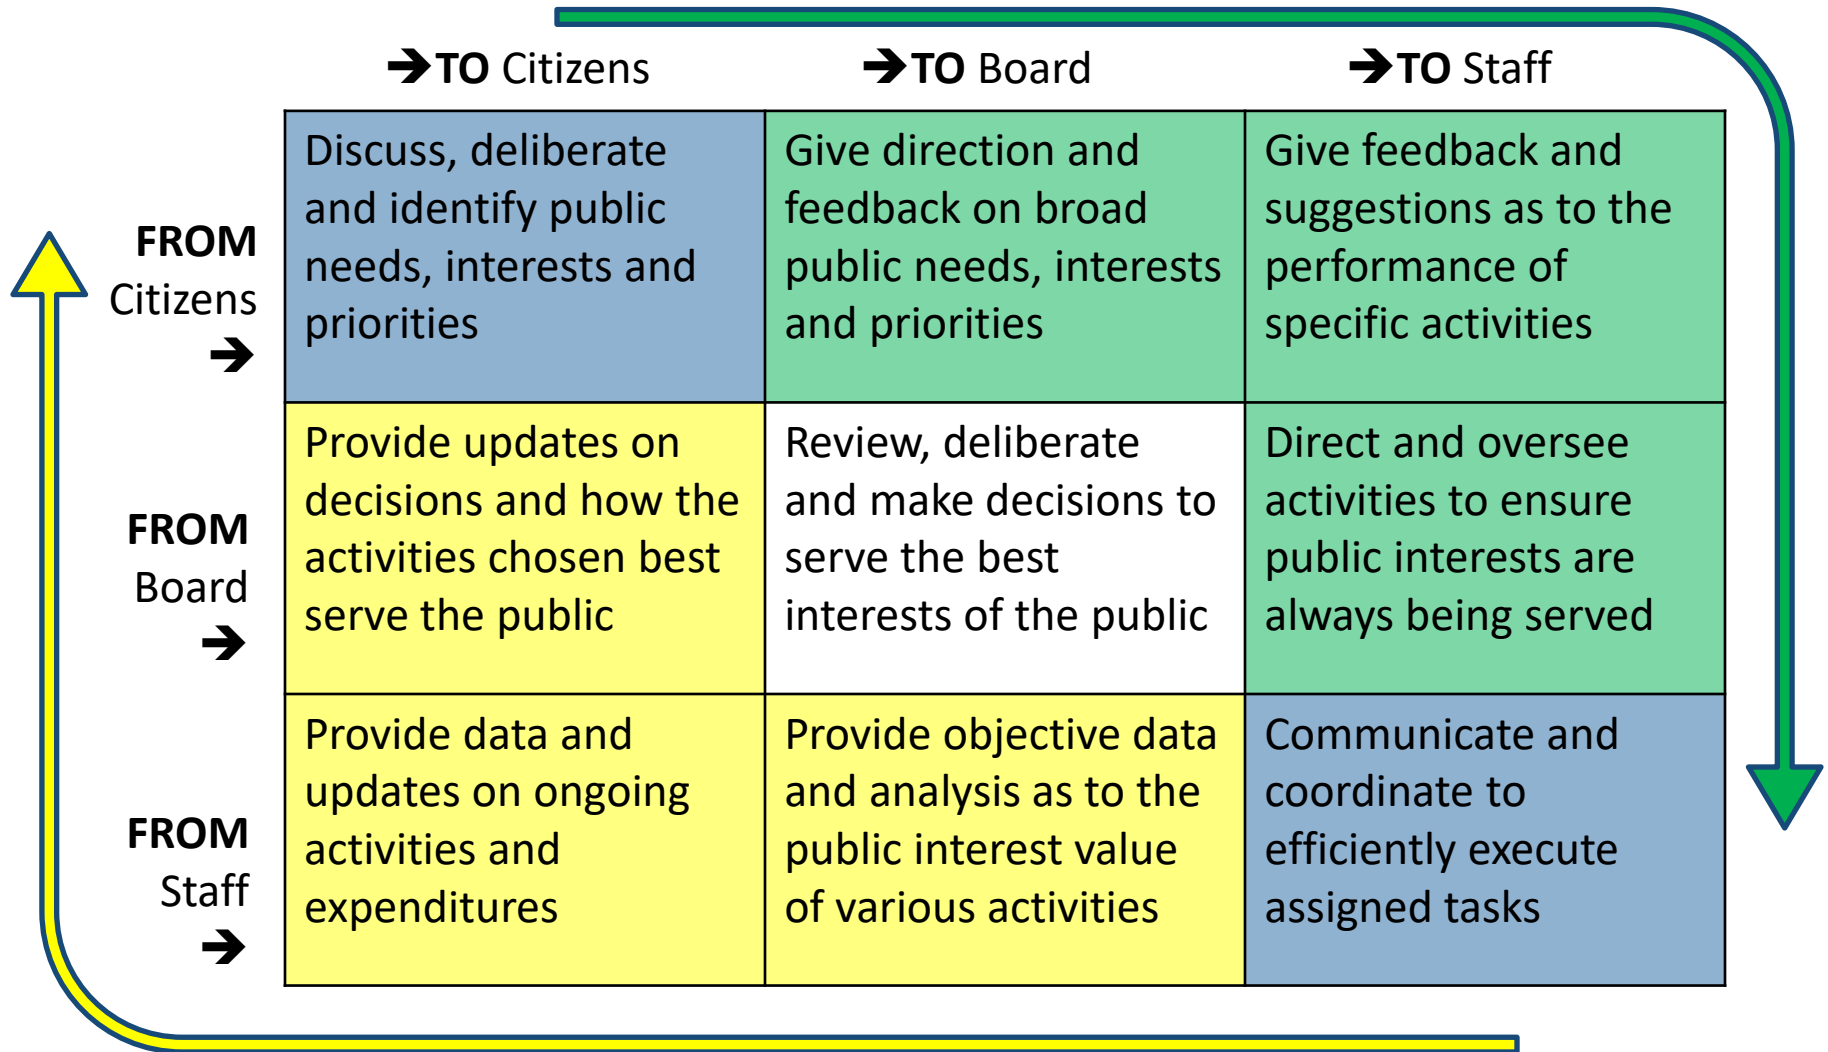 ➔TO Citizens
➔TO Board
➔TO Staff
FROM
Citizens
➔
Discuss, deliberate
and identify public
needs, interests and
priorities
Give direction and
feedback on broad
public needs, interests
and priorities
Give feedback and
suggestions as to the
performance of
specific activities
FROM
Board
➔
Provide updates on
decisions and how the
activities chosen best
serve the public
Review, deliberate
and make decisions to
serve the best
interests of the public
Direct and oversee
activities to ensure
public interests are
always being served
FROM
Staff
➔
Provide data and
updates on ongoing
activities and
expenditures
Provide objective data
and analysis as to the
public interest value
of various activities
Communicate and
coordinate to
efficiently execute
assigned tasks